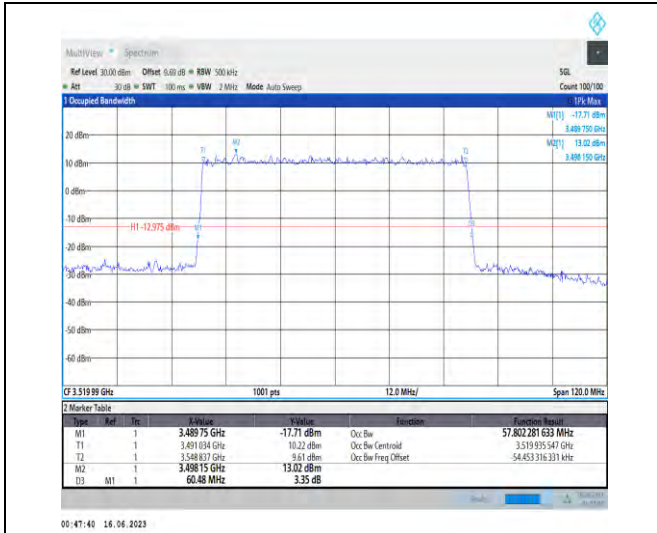 MultiView Spectrum
Ref Level 30.00 dBm Offset 0.60 dB RBW 500 kHz SGL
Att 30 dB SWT 100 ms VBW 2 MHz Mode Auto Sweep Count 100/100
1 Occupied Bandwidth 1Pk Max
M1[1] -17.71 dBm
3.489 750 GHz
M2[1] 13.02 dBm
3.498 150 GHz
20 dBm
T1 M2 T2
10 dBm
0 dBm
-10 dBm
H1 -12.975 dBm M1
-20 dBm
-30 dBm
-40 dBm
-50 dBm
-60 dBm
CF 3.519 99 GHz 1001 pts 12.0 MHz/ Span 120.0 MHz
2 Marker Table
Type Ref Trc X-Value Y-Value Function Function Result
M1 1 3.489 75 GHz -17.71 dBm Occ Bw 57.802 281 633 MHz
T1 1 3.491 034 GHz 10.22 dBm Occ Bw Centroid 3.519 935 547 GHz
T2 1 3.548 837 GHz 9.61 dBm Occ Bw Freq Offset -54.453 316 331 kHz
M2 1 3.498 15 GHz 13.02 dBm
D3 M1 1 60.48 MHz 3.35 dB
00:47:40 16.06.2023